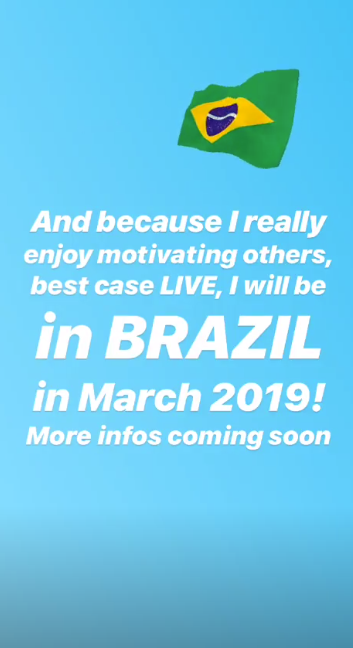 And because I really
enjoy motivating others,
best case LIVE, I will be
in BRAZIL
in March 2019!
More infos coming soon